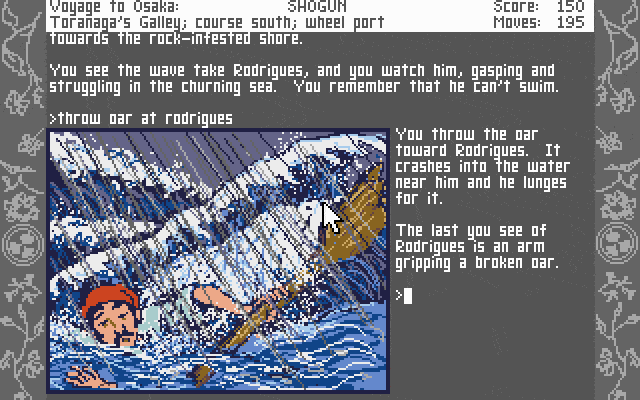 Voyage to Osaka: SHOGUN Score: 150
Toranaga's Galley; course south; wheel port Moves: 195
towards the rock-infested shore.
You see the wave take Rodrigues, and you watch him, gasping and
struggling in the churning sea. You remember that he can't swim.
>throw oar at rodrigues
You throw the oar
toward Rodrigues. It
crashes into the water
near him and he lunges
for it.
The last you see of
Rodrigues is an arm
gripping a broken oar.
>